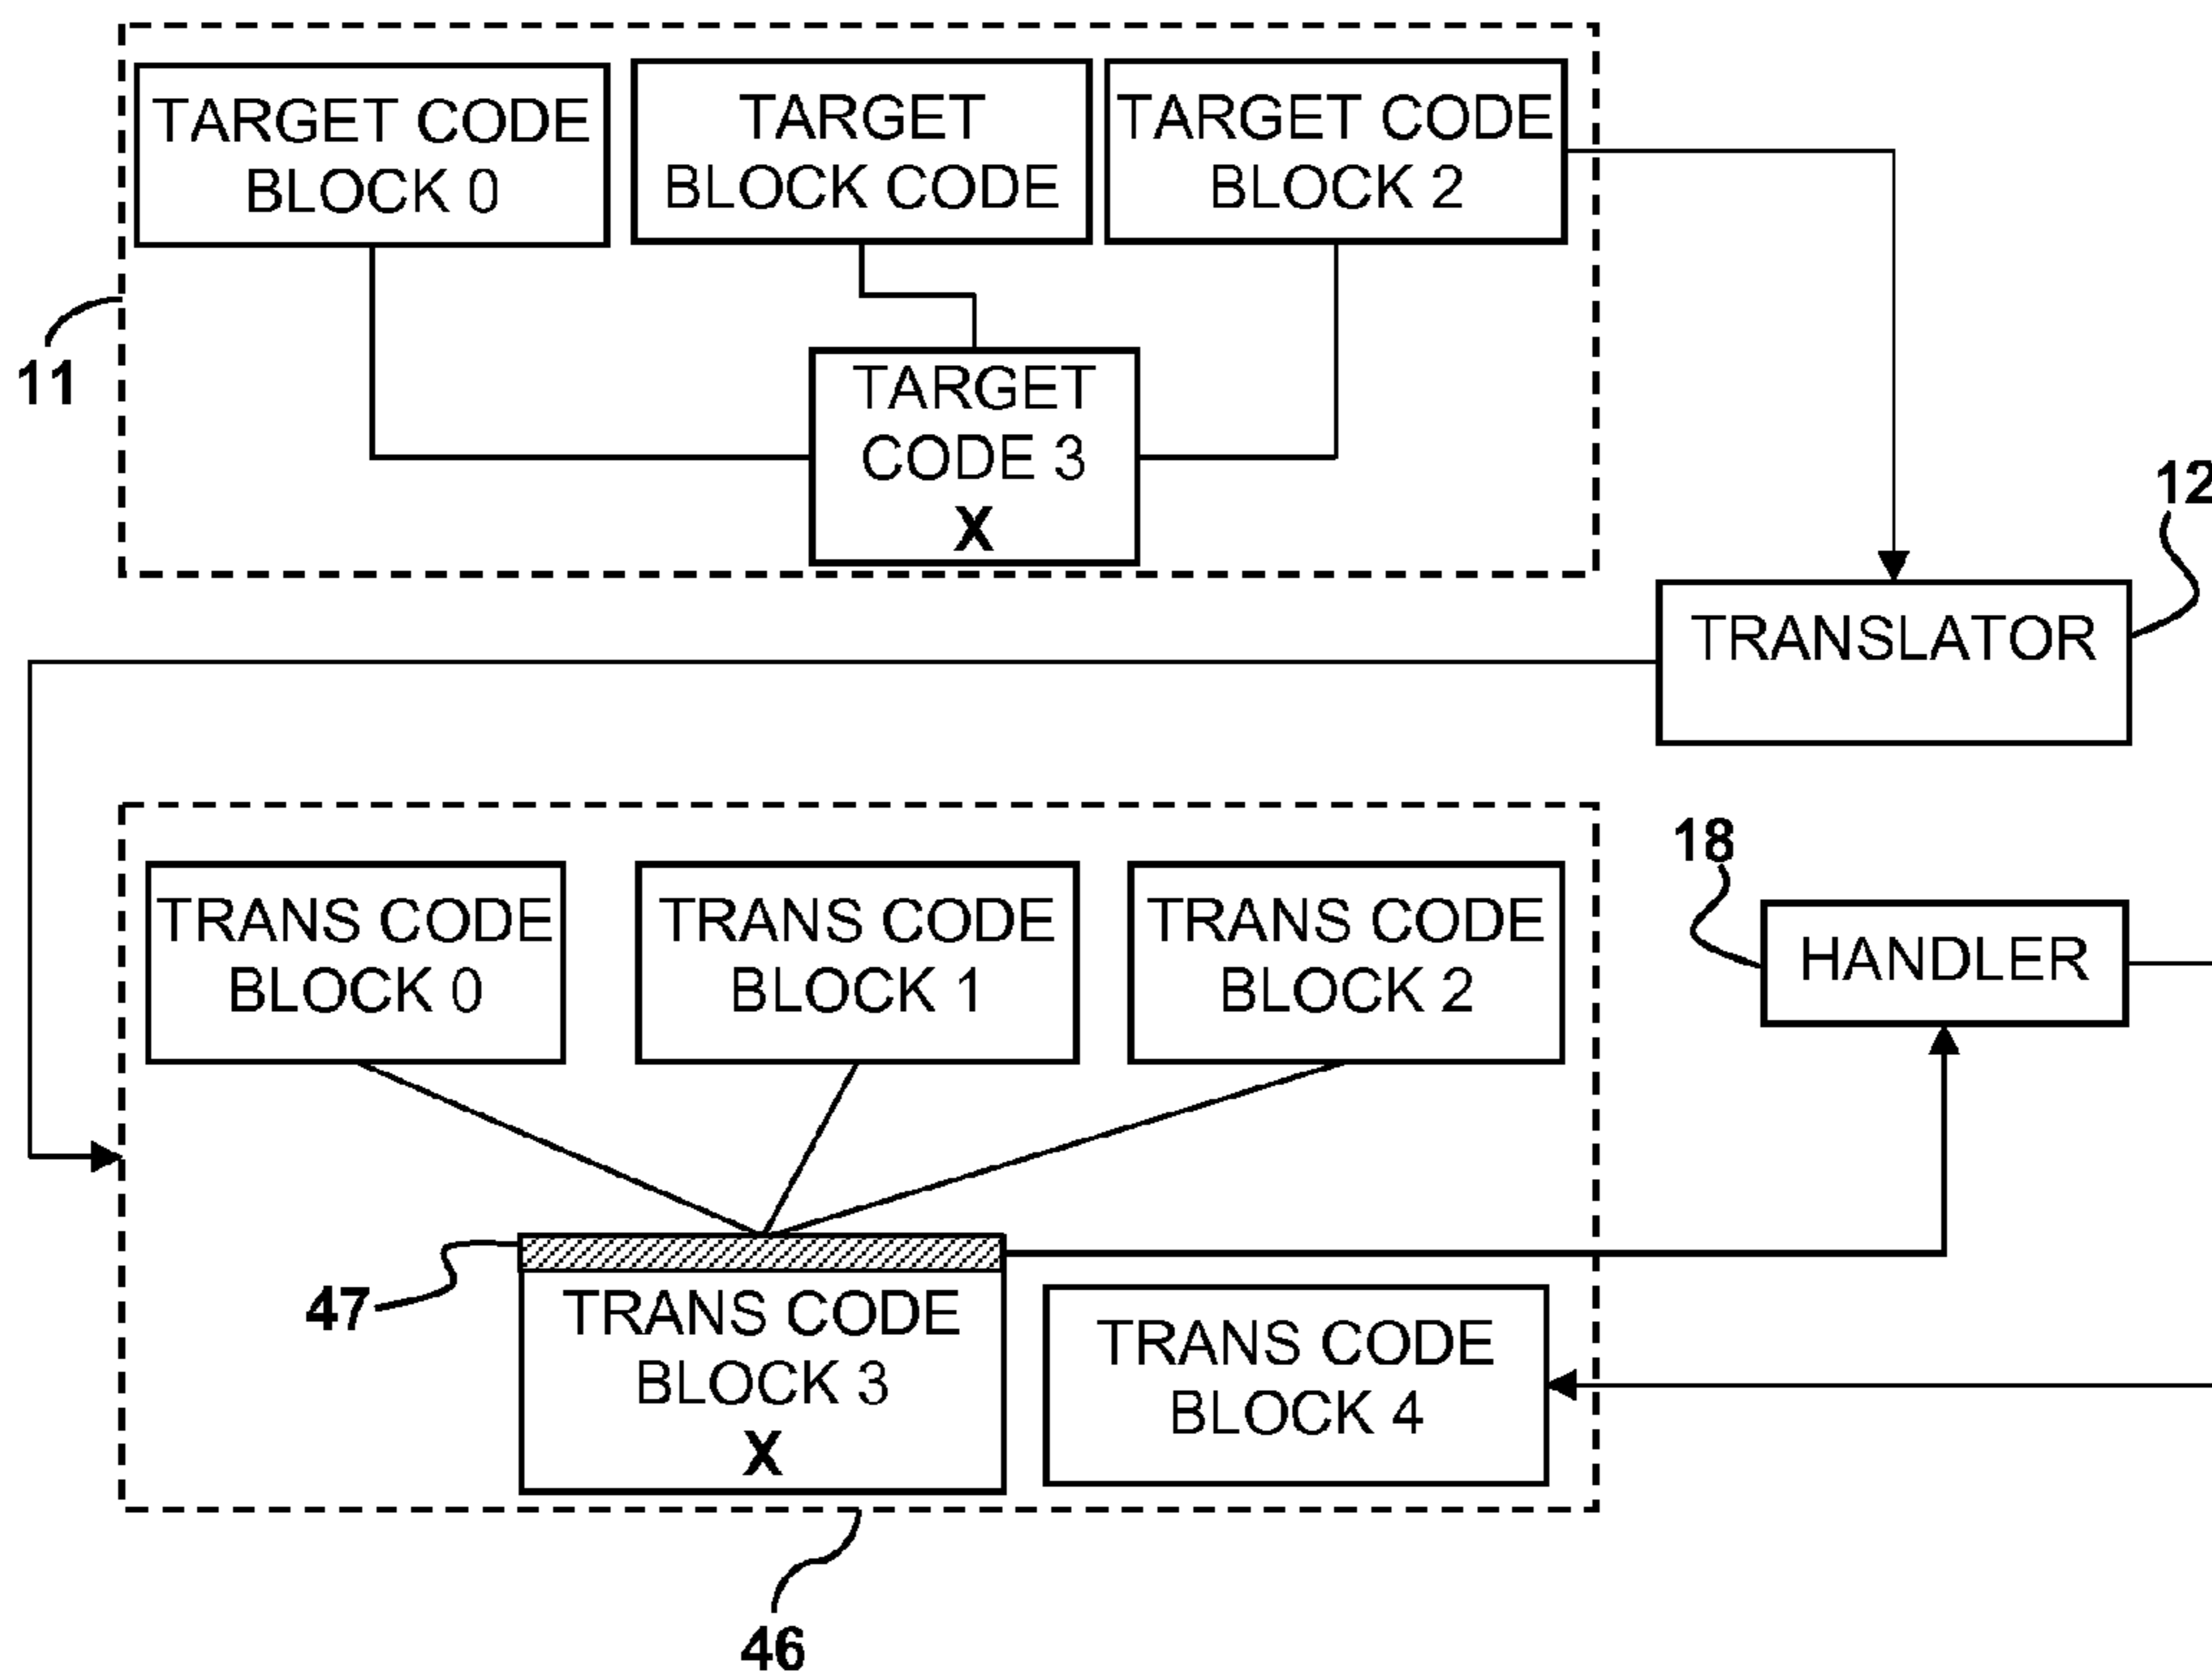 TARGET CODE
BLOCK 0
TARGET
BLOCK CODE
TARGET CODE
BLOCK 2
11
TARGET
CODE 3
X
12
TRANSLATOR
TRANS CODE
BLOCK 0
TRANS CODE
BLOCK 1
TRANS CODE
BLOCK 2
18
HANDLER
47
TRANS CODE
BLOCK 3
X
TRANS CODE
BLOCK 4
46